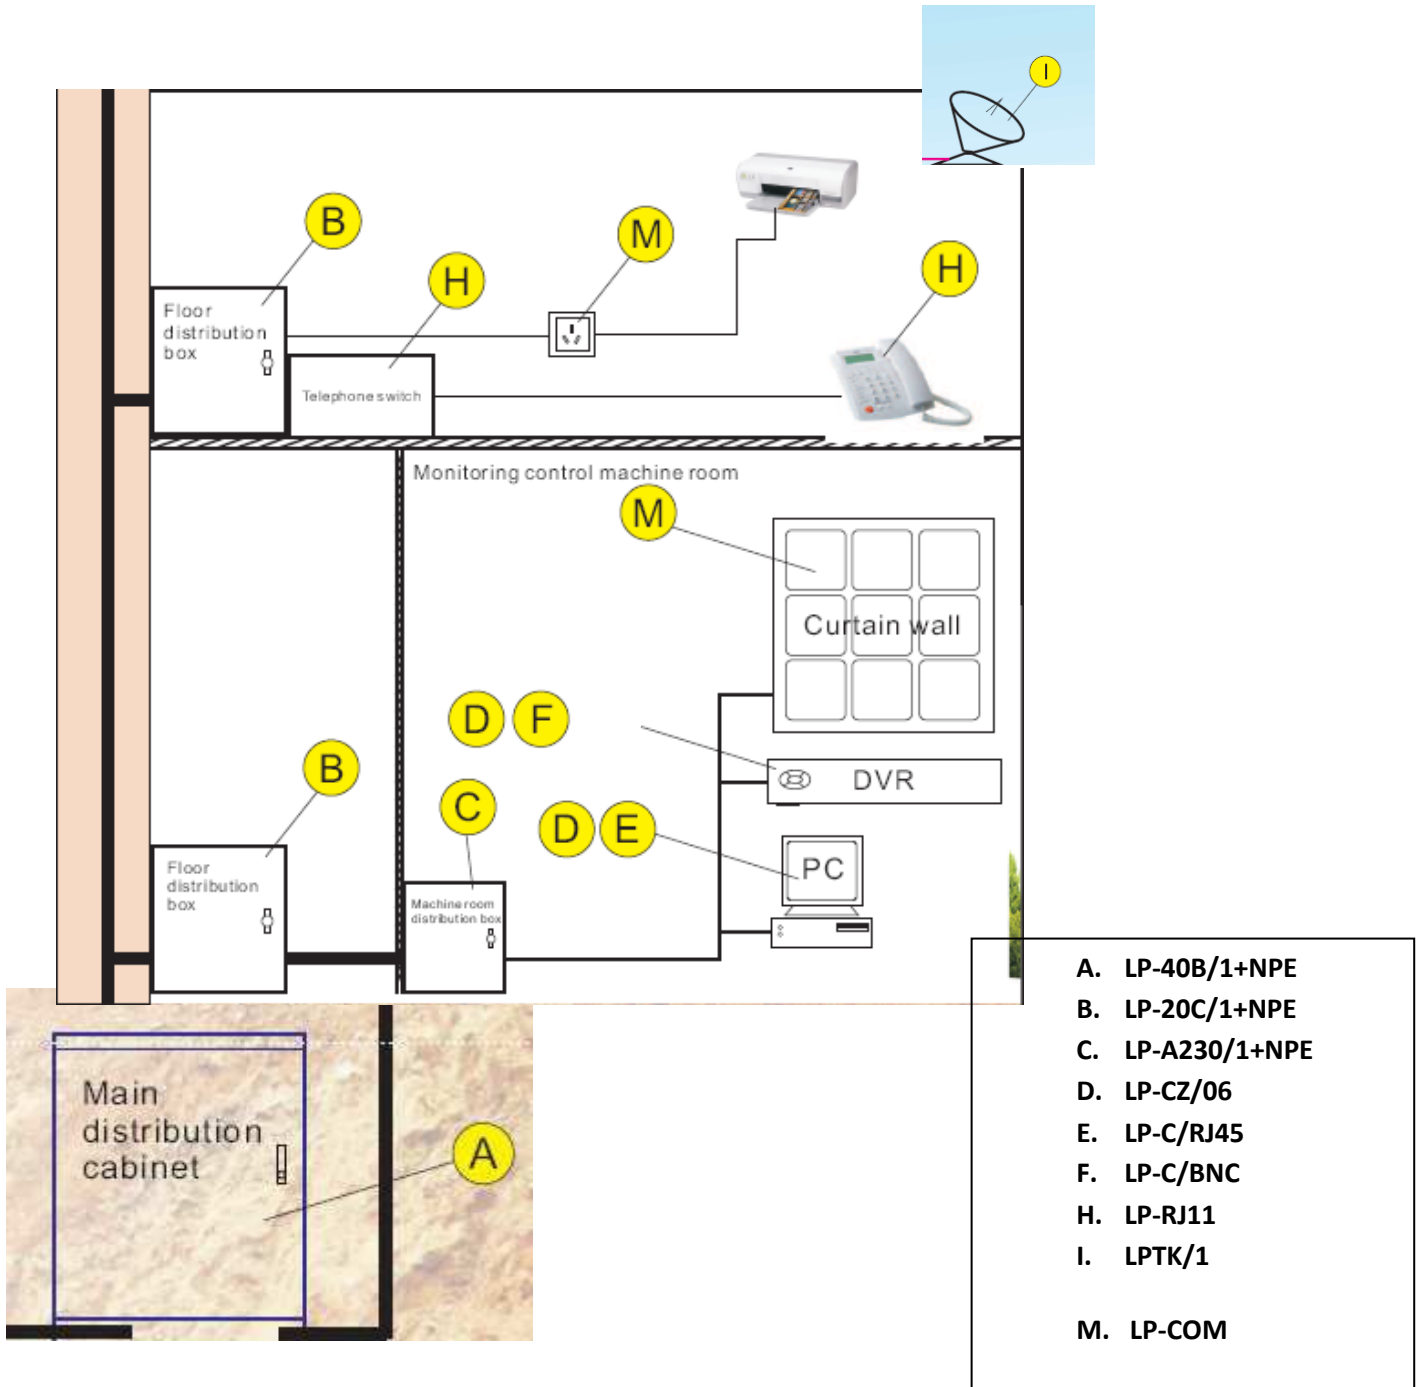 I
B
M
H
H
Floor
distribution
box
Telephone switch
Monitoring control machine room
M
Curtain wall
D F
DVR
B
C
D E
PC
Floor
distribution
box
Machine room
distribution box
Main
distribution
cabinet
A
A. LP-40B/1+NPE
B. LP-20C/1+NPE
C. LP-A230/1+NPE
D. LP-CZ/06
E. LP-C/RJ45
F. LP-C/BNC
H. LP-RJ11
I. LPTK/1
M. LP-COM